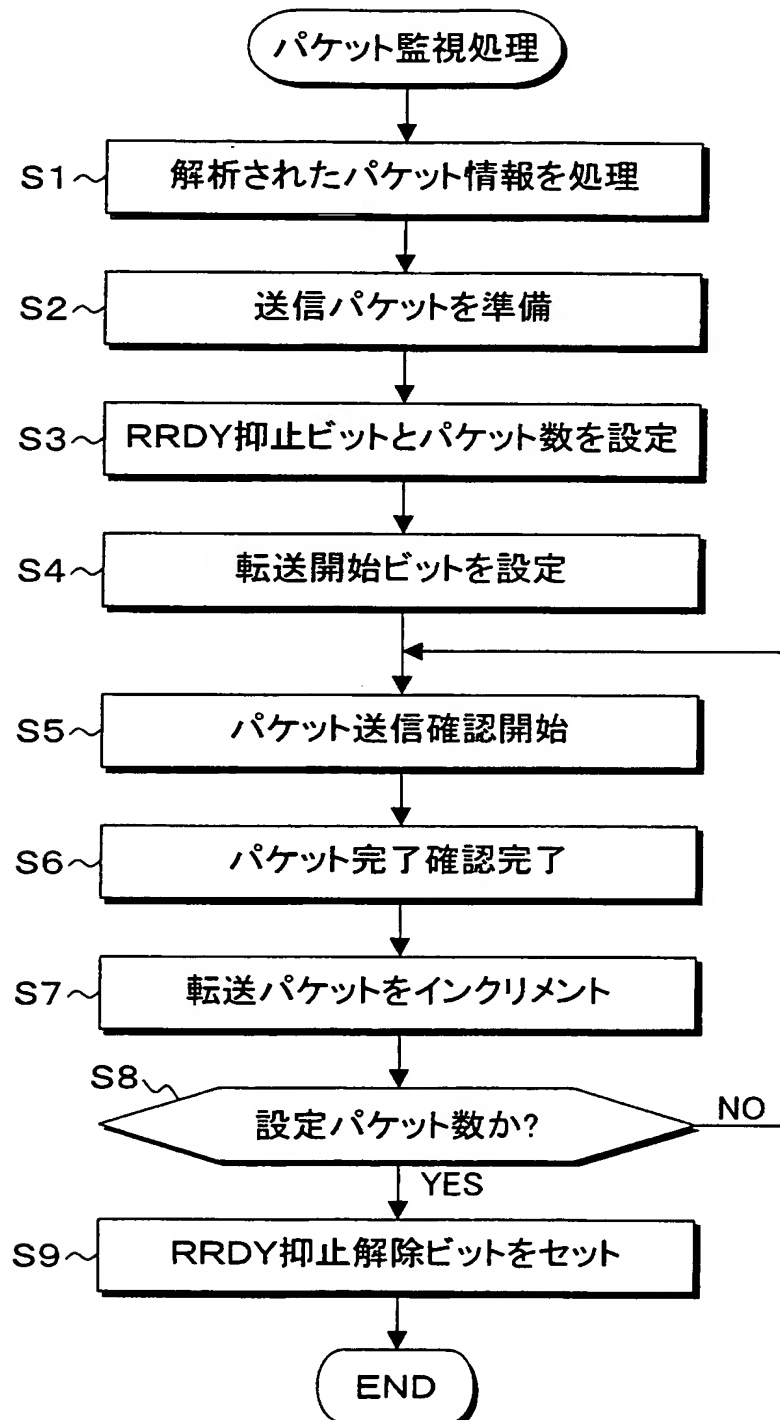 パケット監視処理
S1 解析されたパケット情報を処理
S2 送信パケットを準備
S3 RRDY抑止ビットとパケット数を設定
S4 転送開始ビットを設定
S5 パケット送信確認開始
S6 パケット完了確認完了
S7 転送パケットをインクリメント
S8 設定パケット数か?
NO
YES
S9 RRDY抑止解除ビットをセット
END